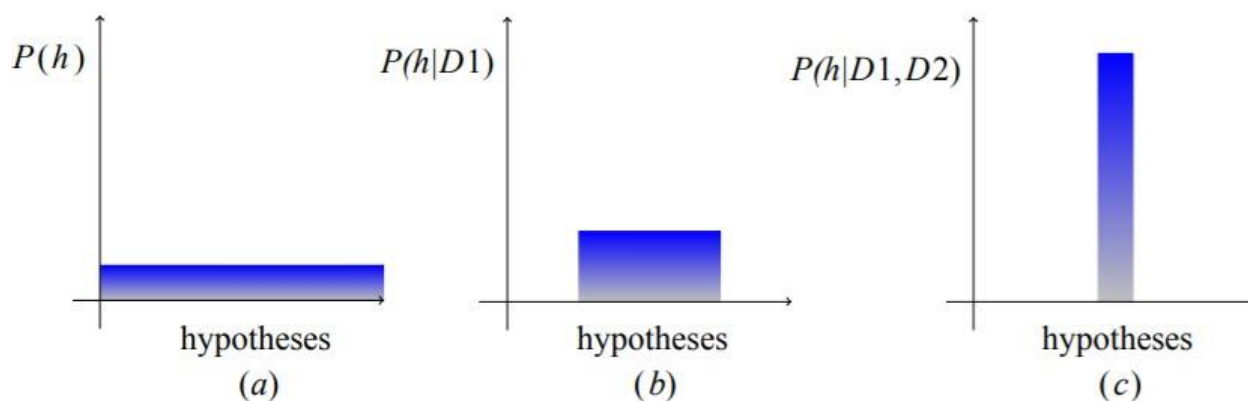 P(h)
P(h|D1)
P(h|D1,D2)
hypotheses
hypotheses
hypotheses
(a)
(b)
(c)